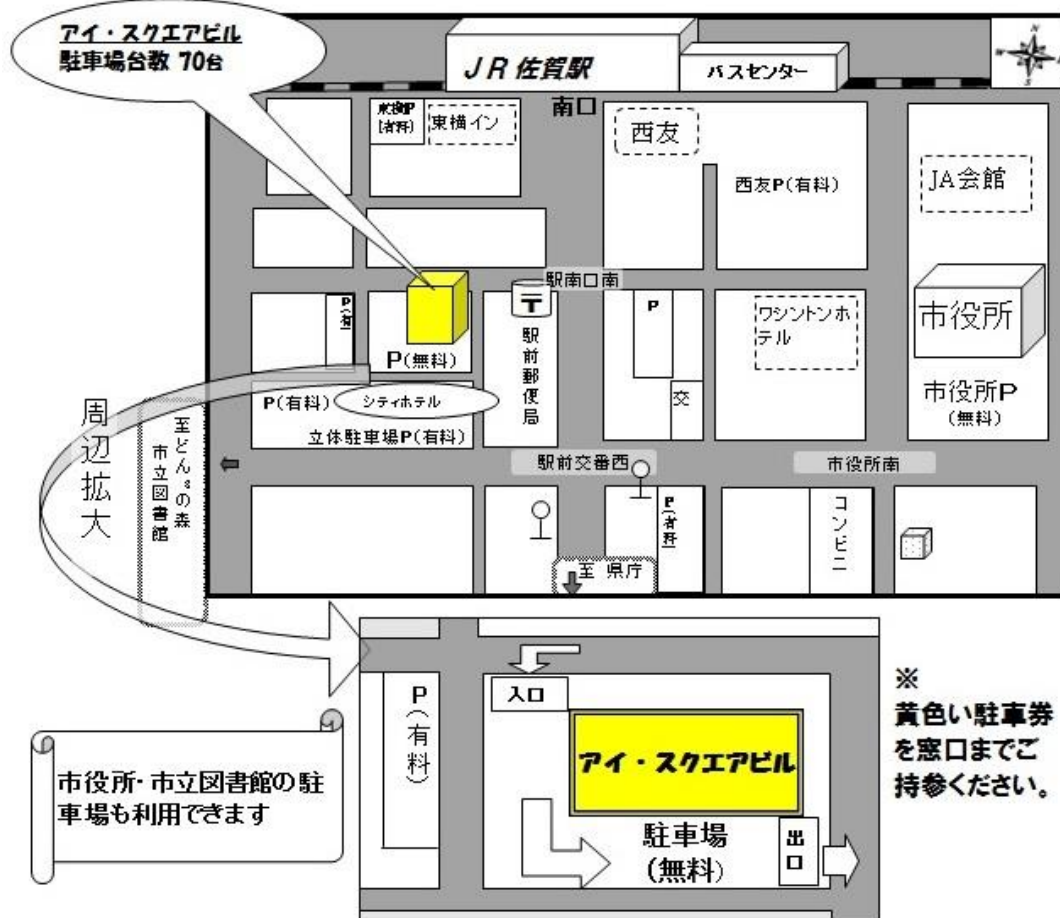 アイ・スクエアビル
駐車場台数 70台
JR佐賀駅
バスセンター
南口
東横P
(有料)
東横イン
西友
西友P(有料)
JA会館
駅南口南
P(有)
P(無料)
〒
駅前郵便局
P
交
ワシントンホ
テル
市役所
市役所P
(無料)
P(有料)
シティホテル
立体駐車場P(有料)
駅前交番西
市役所南
周辺拡大
至どん〟の森
市立図書館
P(有料)
コンビニ
至 県庁
入口
P(有料)
アイ・スクエアビル
駐車場
(無料)
出口
※
黄色い駐車券
を窓口までご
持参ください。
市役所・市立図書館の駐
車場も利用できます